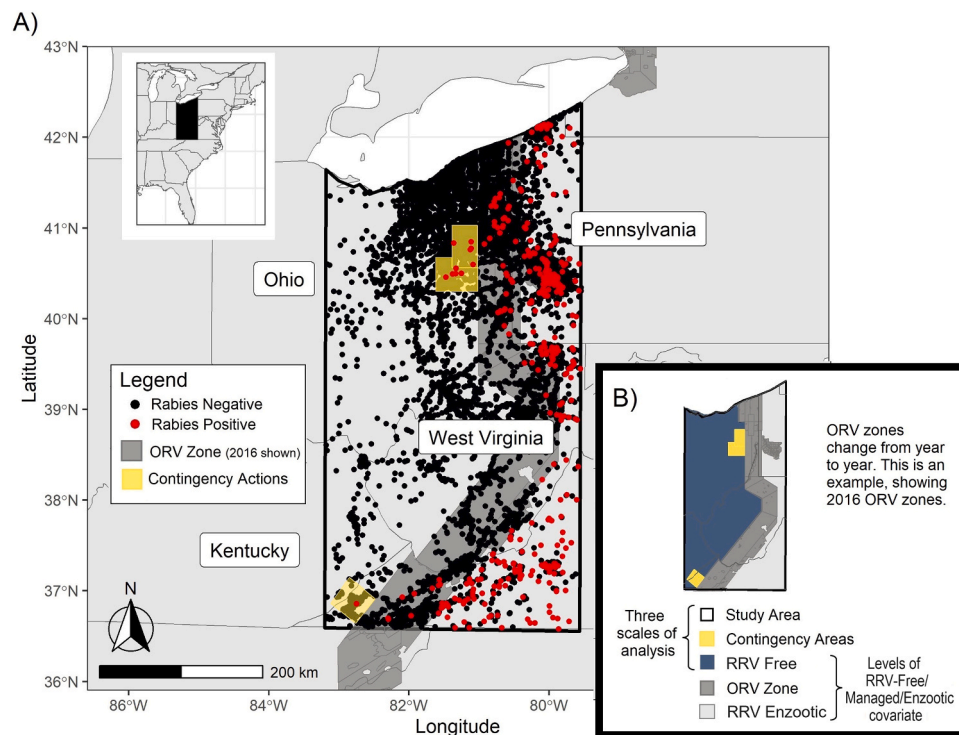 A)
43°N
42°N
41°N
40°N
39°N
38°N
37°N
36°N
Latitude
86°W
84°W
82°W
80°W
Longitude
Pennsylvania
Ohio
West Virginia
Kentucky
Legend
Rabies Negative
Rabies Positive
ORV Zone (2016 shown)
Contingency Actions
N
200 km
B)
ORV zones
change from year
to year. This is an
example, showing
2016 ORV zones.
Three
scales of
analysis
Study Area
Contingency Areas
RRV Free
ORV Zone
RRV Enzootic
Levels of
RRV-Free/
Managed/Enzootic
covariate